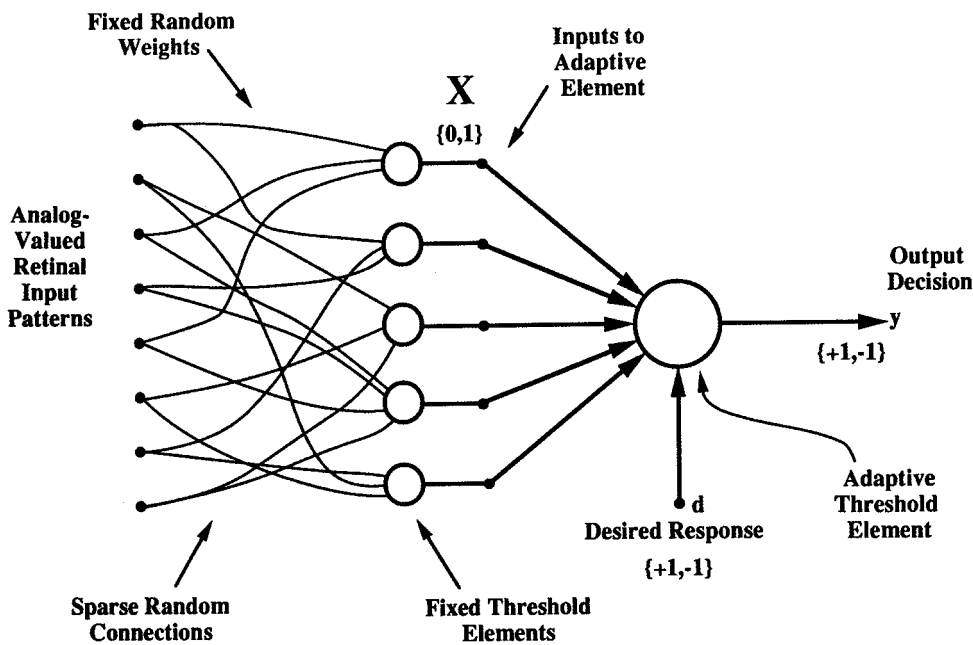 Fixed Random
Weights
Inputs to
Adaptive
Element
X
{0,1}
Analog-
Valued
Retinal
Input
Patterns
Output
Decision
y
{+1,-1}
d
Desired Response
{+1,-1}
Adaptive
Threshold
Element
Sparse Random
Connections
Fixed Threshold
Elements